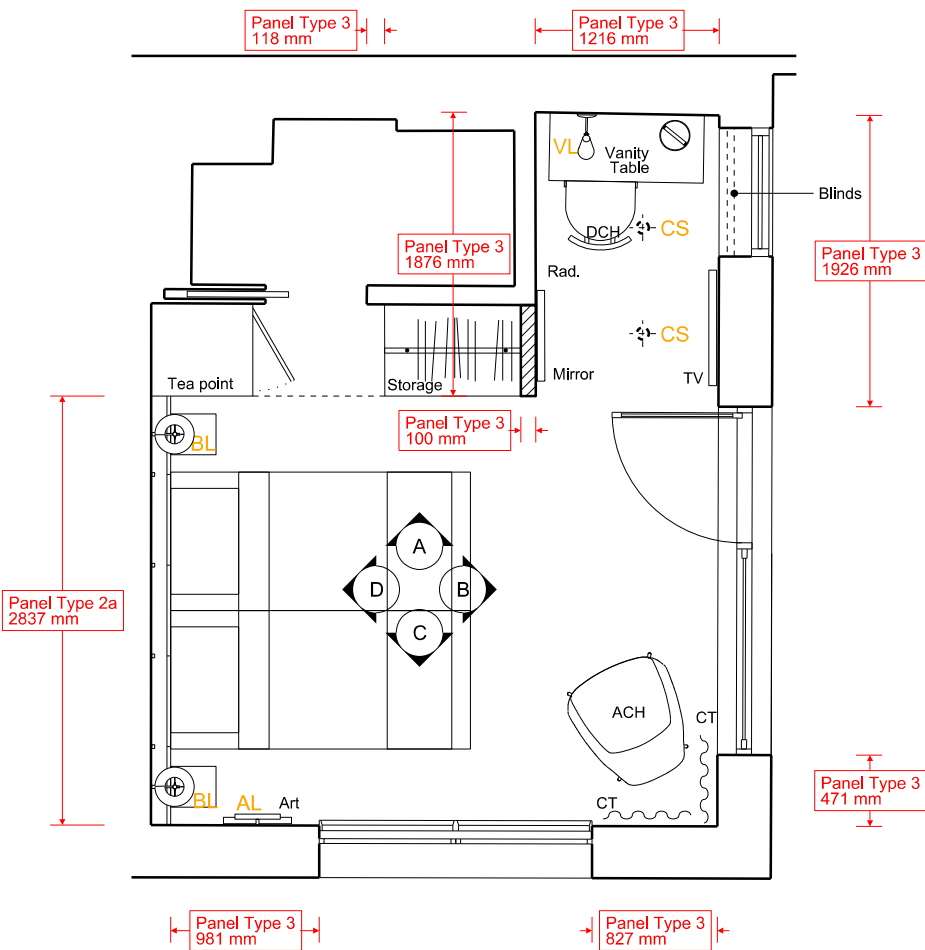 Panel Type 3
118 mm
Panel Type 3
1216 mm
VL
Vanity
Table
Blinds
DCH
CS
Panel Type 3
1876 mm
Panel Type 3
1926 mm
Rad.
CS
Tea point
Storage
Mirror
TV
Panel Type 3
100 mm
BL
A
D
B
C
Panel Type 2a
2837 mm
ACH
CT
BL
AL
Art
CT
Panel Type 3
471 mm
Panel Type 3
981 mm
Panel Type 3
827 mm